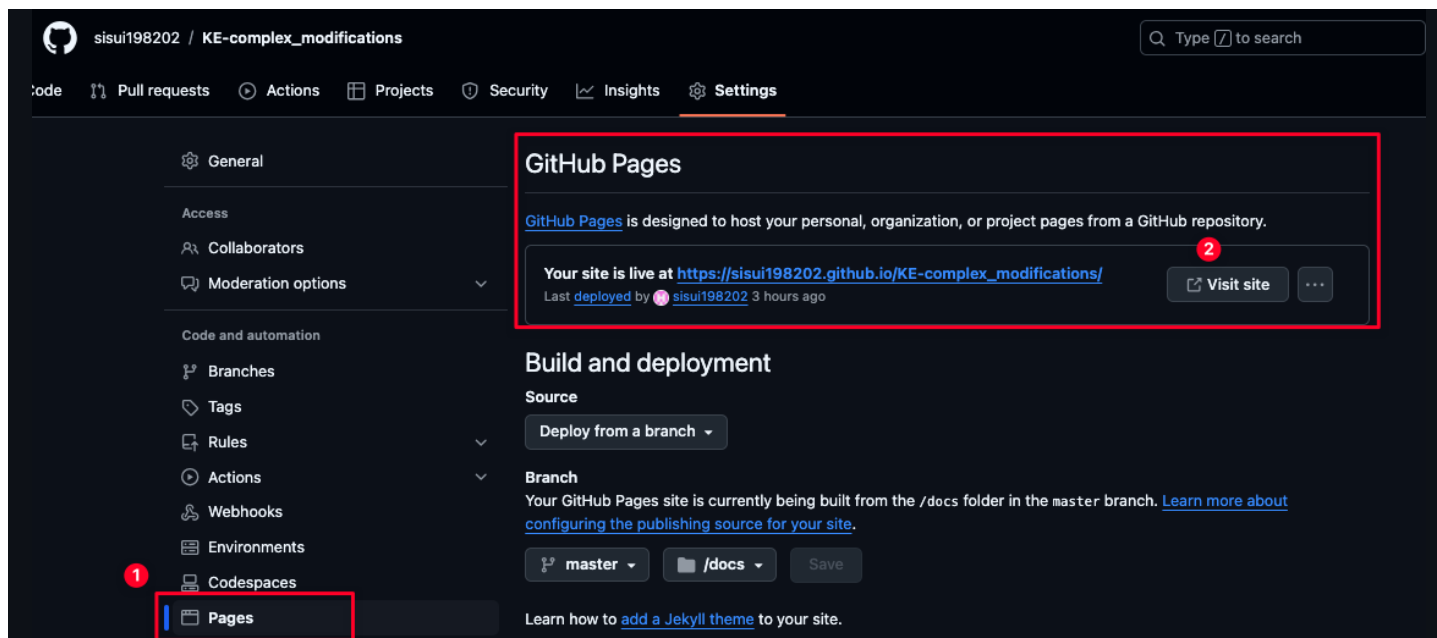 sisui198202 / KE-complex_modifications
Type / to search
Code Pull requests Actions Projects Security Insights Settings
General
Access
Collaborators
Moderation options
Code and automation
Branches
Tags
Rules
Actions
Webhooks
Environments
Codespaces
1
Pages
GitHub Pages
GitHub Pages is designed to host your personal, organization, or project pages from a GitHub repository.
2
Your site is live at https://sisui198202.github.io/KE-complex_modifications/
Last deployed by sisui198202 3 hours ago
Visit site
Build and deployment
Source
Deploy from a branch
Branch
Your GitHub Pages site is currently being built from the /docs folder in the master branch. Learn more about
configuring the publishing source for your site.
master /docs Save
Learn how to add a Jekyll theme to your site.